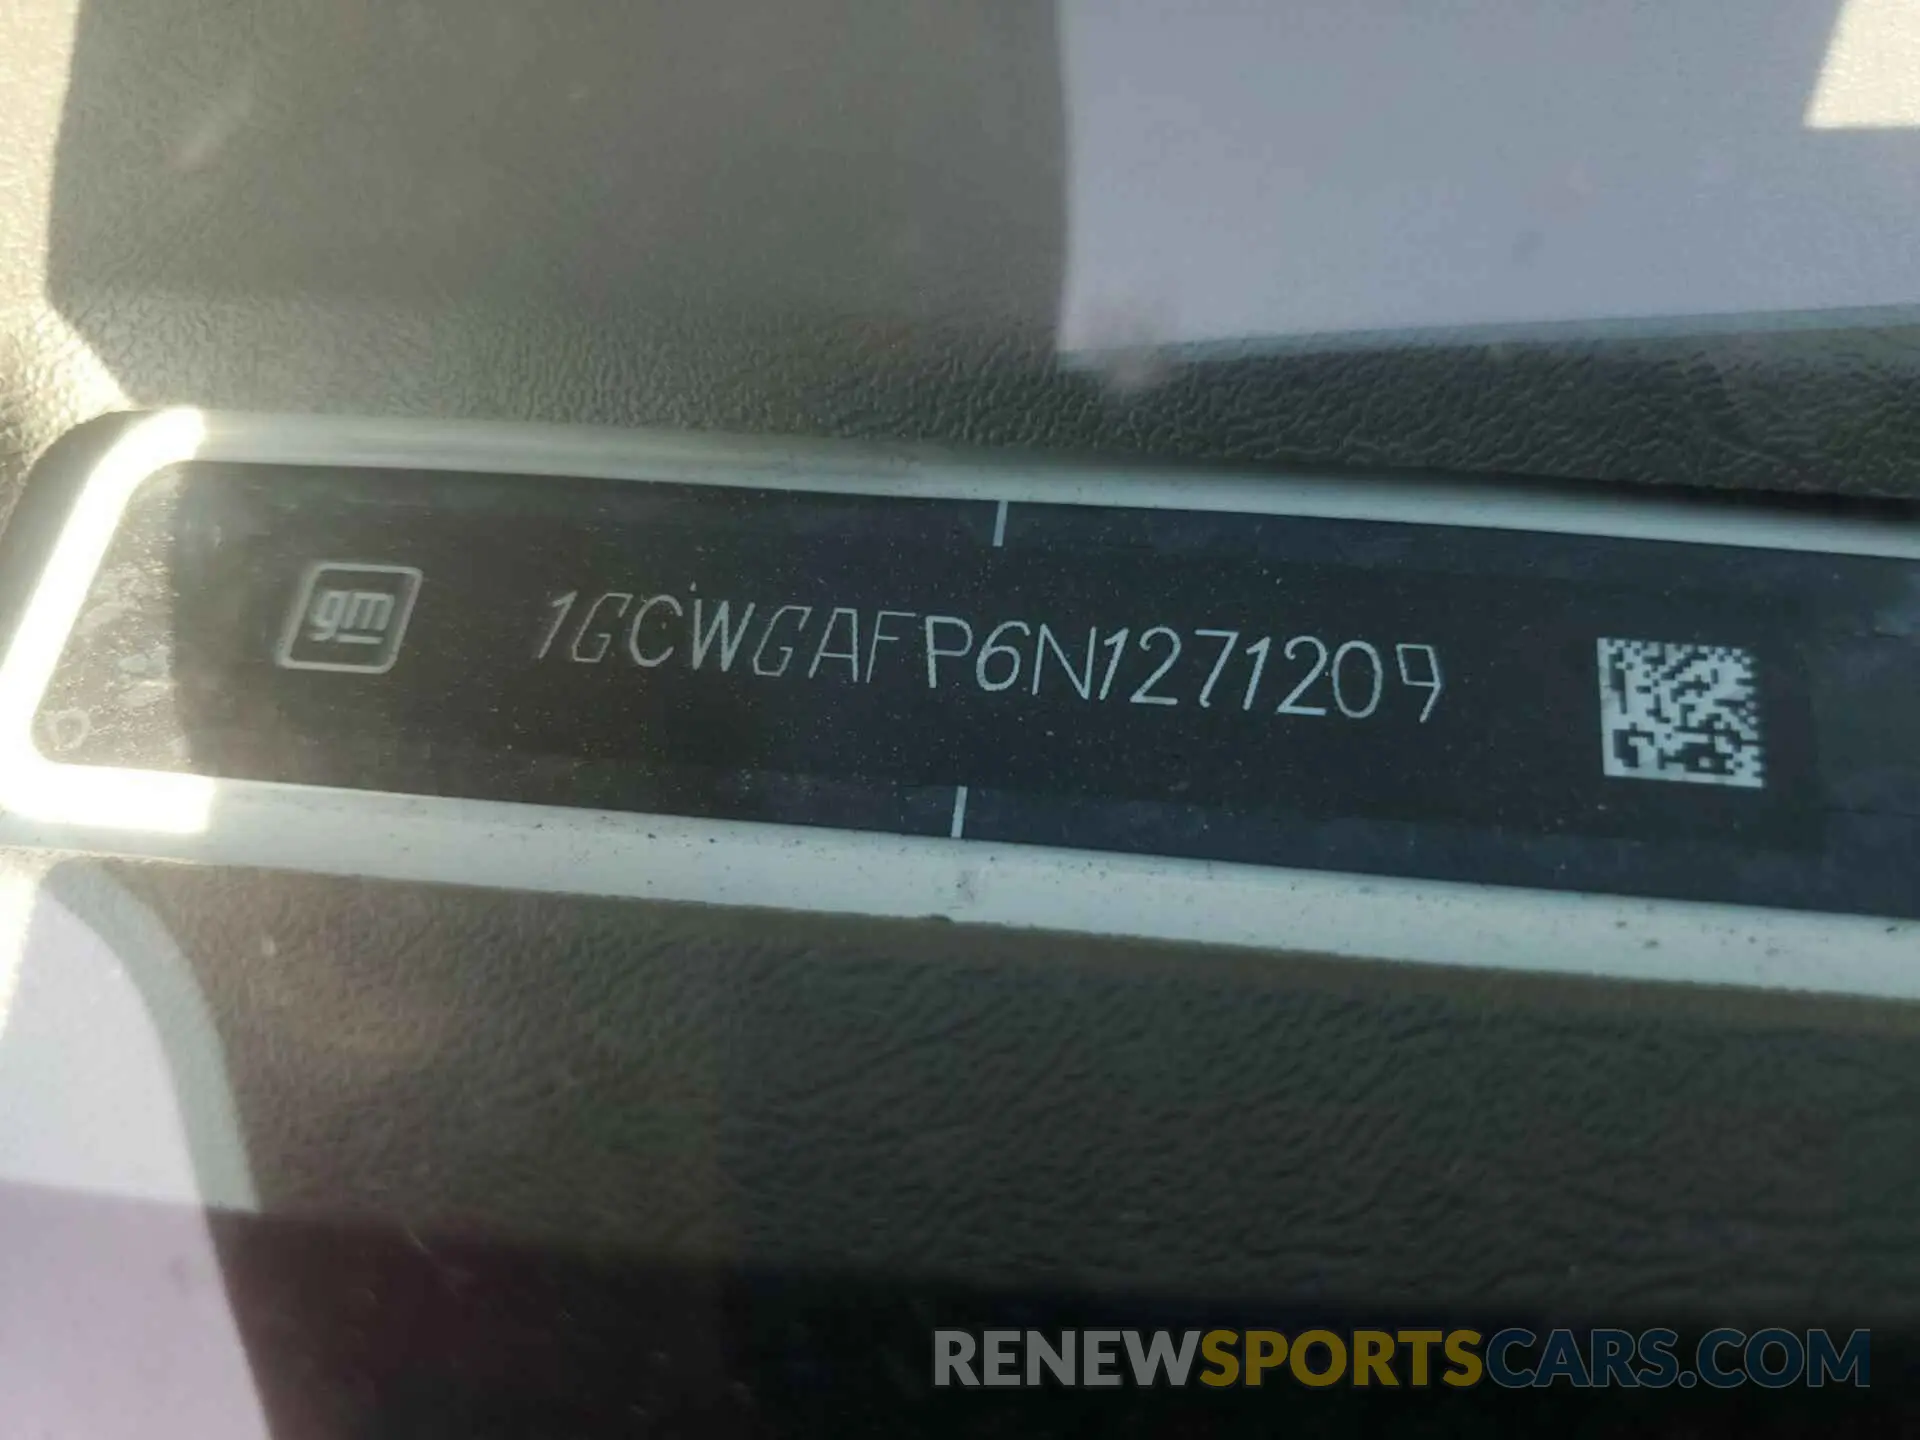 gm 1GCWGAFP6N1271209
RENEWSPORTSCARS.COM